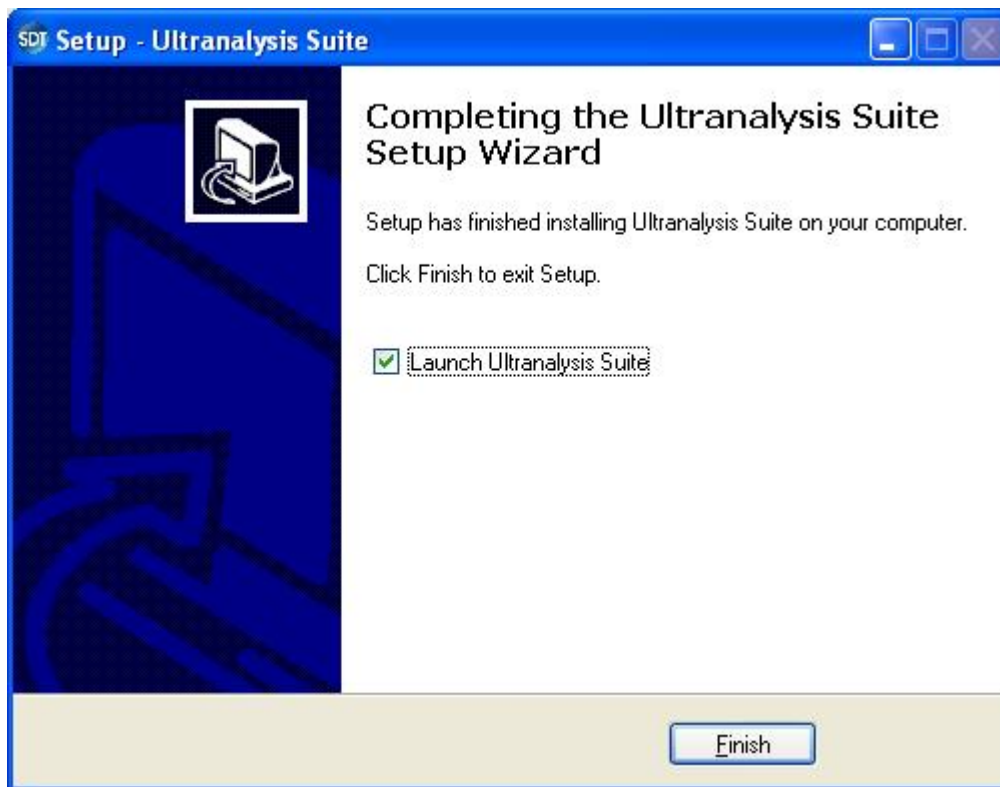 SDT Setup - Ultranalysis Suite
Completing the Ultranalysis Suite
Setup Wizard
Setup has finished installing Ultranalysis Suite on your computer.
Click Finish to exit Setup.
Launch Ultranalysis Suite
Finish